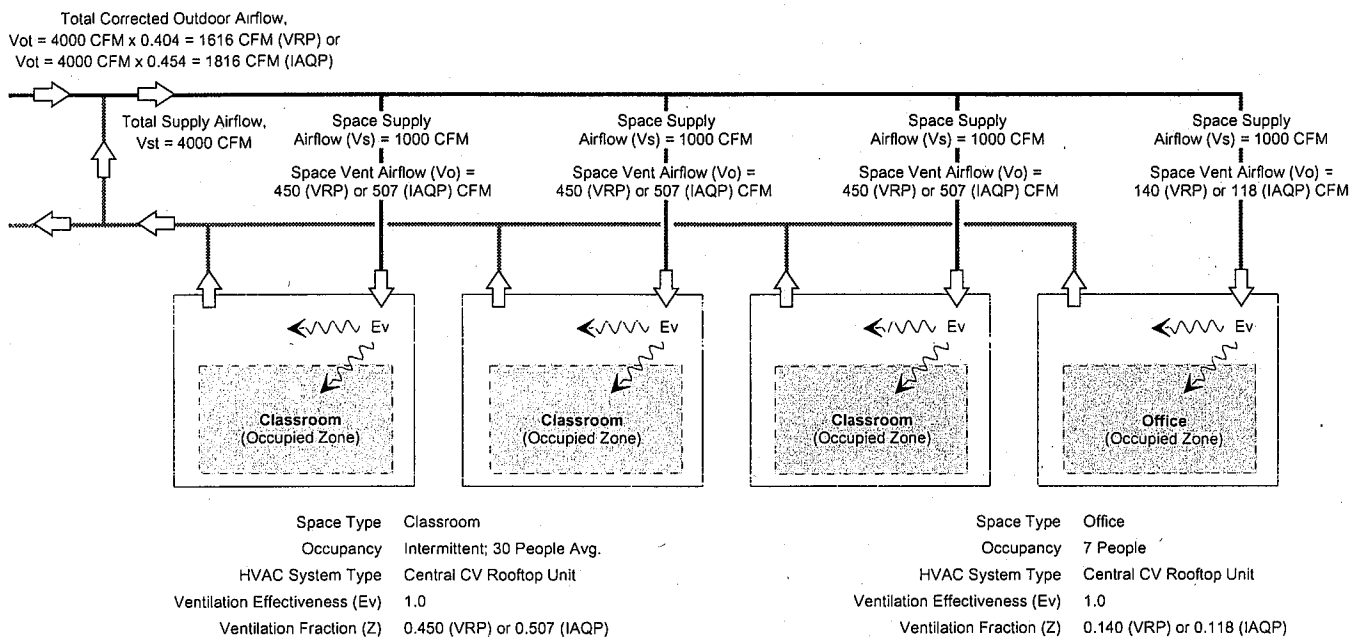 Total Corrected Outdoor Airflow,
Vot = 4000 CFM x 0.404 = 1616 CFM (VRP) or
Vot = 4000 CFM x 0.454 = 1816 CFM (IAQP)
Total Supply Airflow,
Vst = 4000 CFM
Space Supply
Airflow (Vs) = 1000 CFM
Space Vent Airflow (Vo) =
450 (VRP) or 507 (IAQP) CFM
Space Supply
Airflow (Vs) = 1000 CFM
Space Vent Airflow (Vo) =
450 (VRP) or 507 (IAQP) CFM
Space Supply
Airflow (Vs) = 1000 CFM
Space Vent Airflow (Vo) =
450 (VRP) or 507 (IAQP) CFM
Space Supply
Airflow (Vs) = 1000 CFM
Space Vent Airflow (Vo) =
140 (VRP) or 118 (IAQP) CFM
Ev
Ev
Ev
Ev
Classroom
(Occupied Zone)
Classroom
(Occupied Zone)
Classroom
(Occupied Zone)
Office
(Occupied Zone)
Space Type Classroom
Occupancy Intermittent; 30 People Avg.
HVAC System Type Central CV Rooftop Unit
Ventilation Effectiveness (Ev) 1.0
Ventilation Fraction (Z) 0.450 (VRP) or 0.507 (IAQP)
Space Type Office
Occupancy 7 People
HVAC System Type Central CV Rooftop Unit
Ventilation Effectiveness (Ev) 1.0
Ventilation Fraction (Z) 0.140 (VRP) or 0.118 (IAQP)